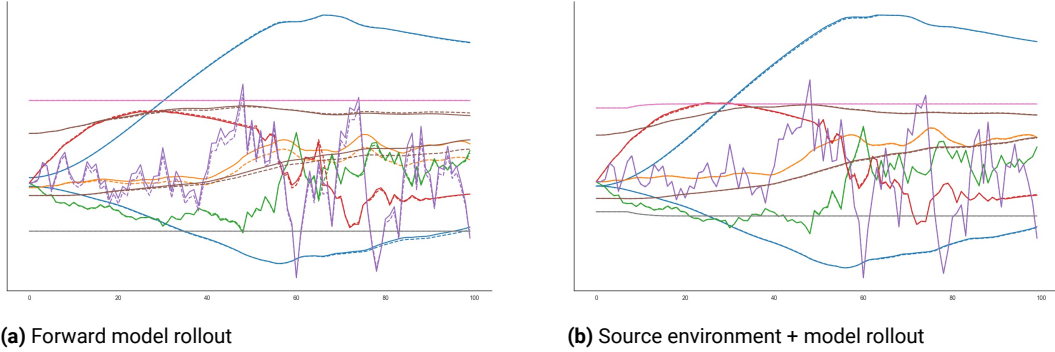 0 20 40 60 80 100
0 20 40 60 80 100
(a) Forward model rollout
(b) Source environment + model rollout